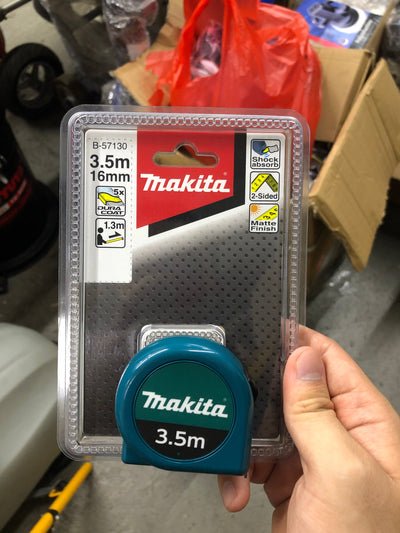 B-57130
3.5m
16mm
5x
DURA
COAT
1.3m
makita
Shock
absorb
2-Sided
Matte
Finish
makita
3.5m